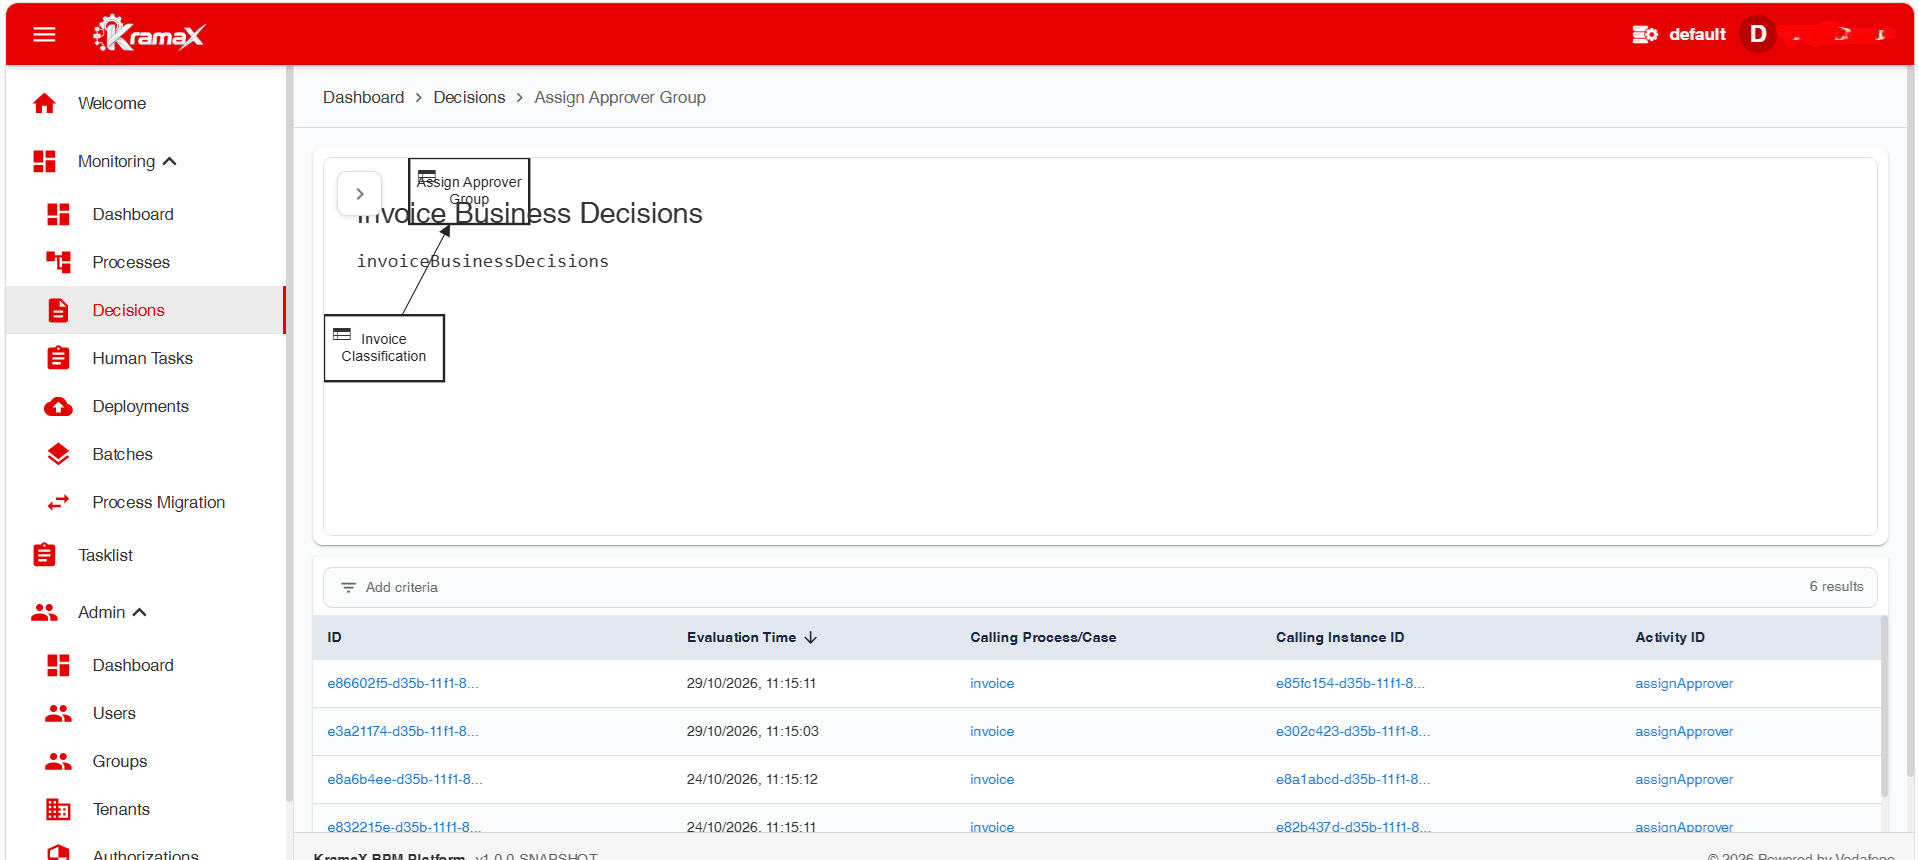 KramaX
default
D
Welcome
Monitoring
Dashboard
Processes
Decisions
Human Tasks
Deployments
Batches
Process Migration
Tasklist
Admin
Dashboard
Users
Groups
Tenants
Authorizations
Dashboard > Decisions > Assign Approver Group
Assign Approver
Group
Invoice Business Decisions
invoiceBusinessDecisions
Invoice
Classification
Add criteria
6 results
ID Evaluation Time Calling Process/Case Calling Instance ID Activity ID
e86602f5-d35b-11f1-8... 29/10/2026, 11:15:11 invoice e85fc154-d35b-11f1-8... assignApprover
e3a21174-d35b-11f1-8... 29/10/2026, 11:15:03 invoice e302c423-d35b-11f1-8... assignApprover
e8a6b4ee-d35b-11f1-8... 24/10/2026, 11:15:12 invoice e8a1abcd-d35b-11f1-8... assignApprover
e832215e-d35b-11f1-8... 24/10/2026, 11:15:11 invoice e82b437d-d35b-11f1-8... assignApprover
KramaX BPM Platform v1.0.0-SNAPSHOT
© 2026 Powered by Vodafone